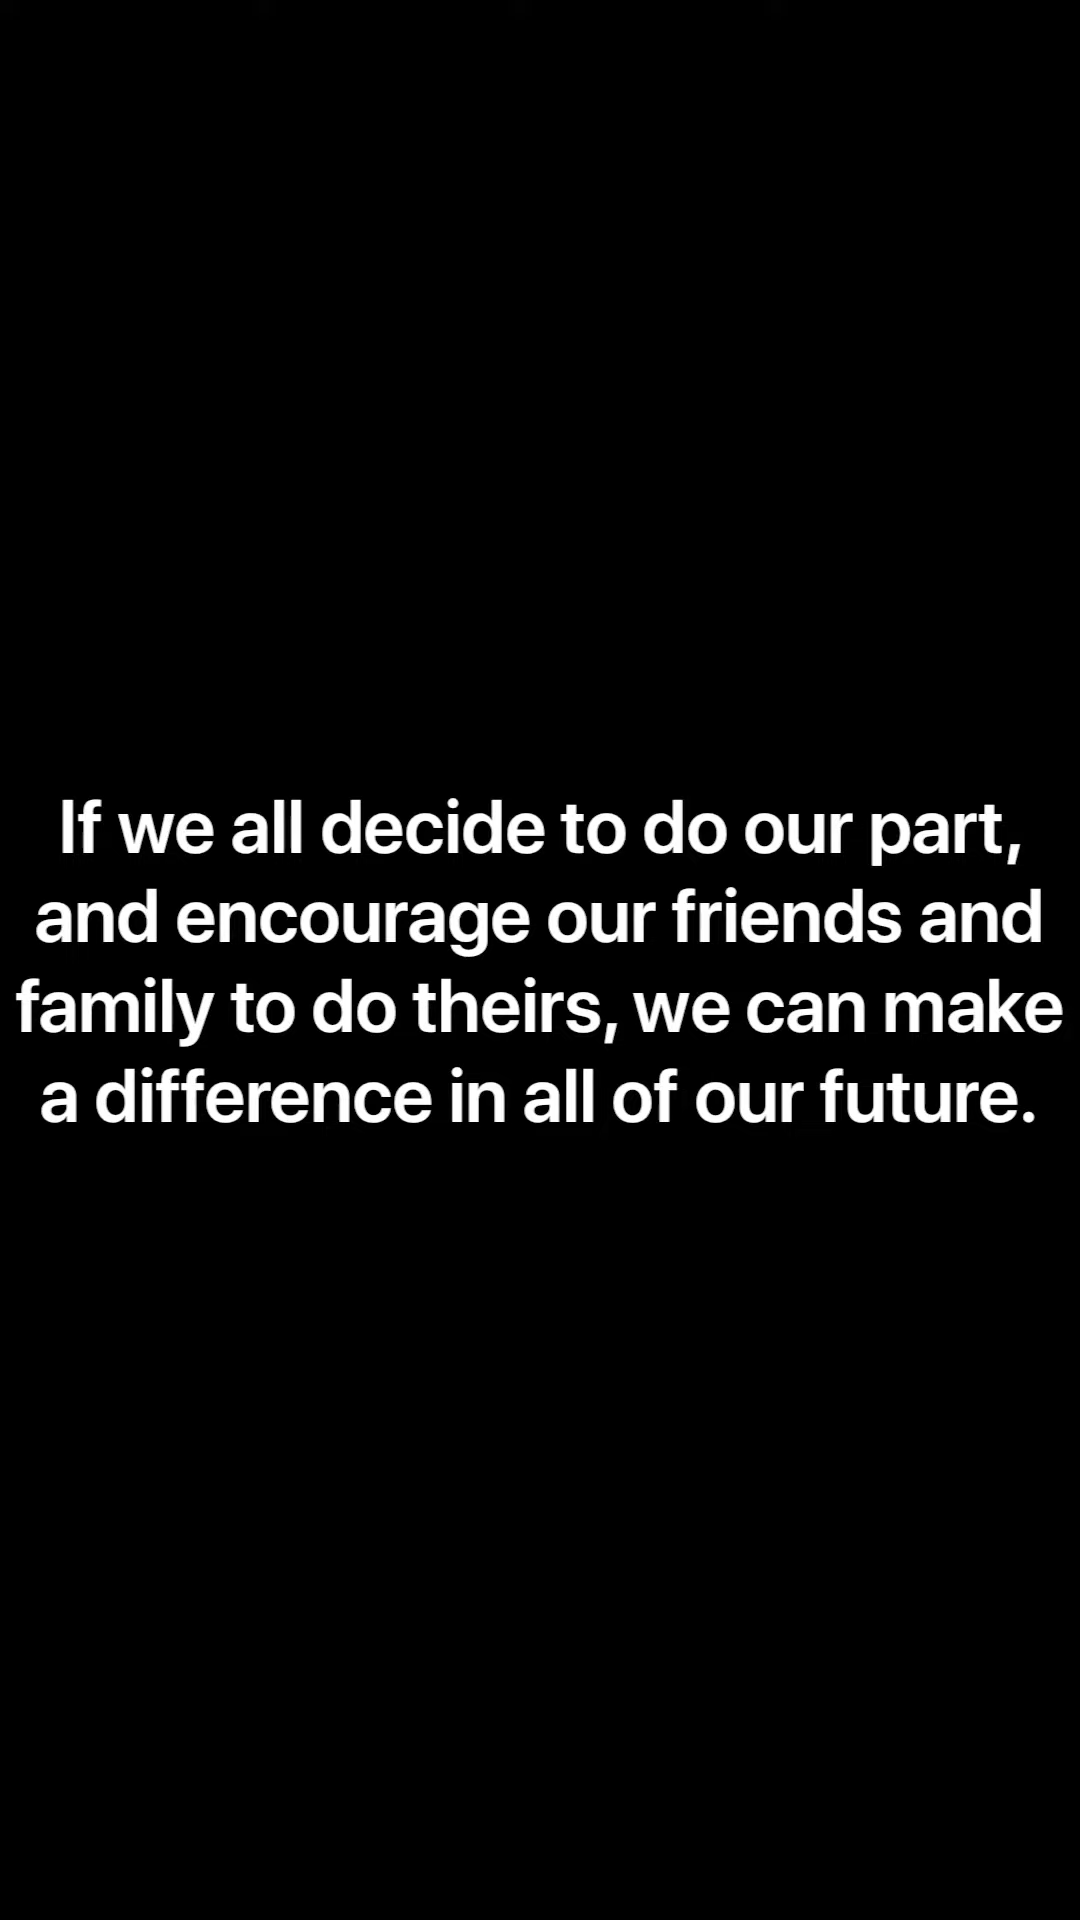 If we all decide to do our part,
and encourage our friends and
family to do theirs, we can make
a difference in all of our future.